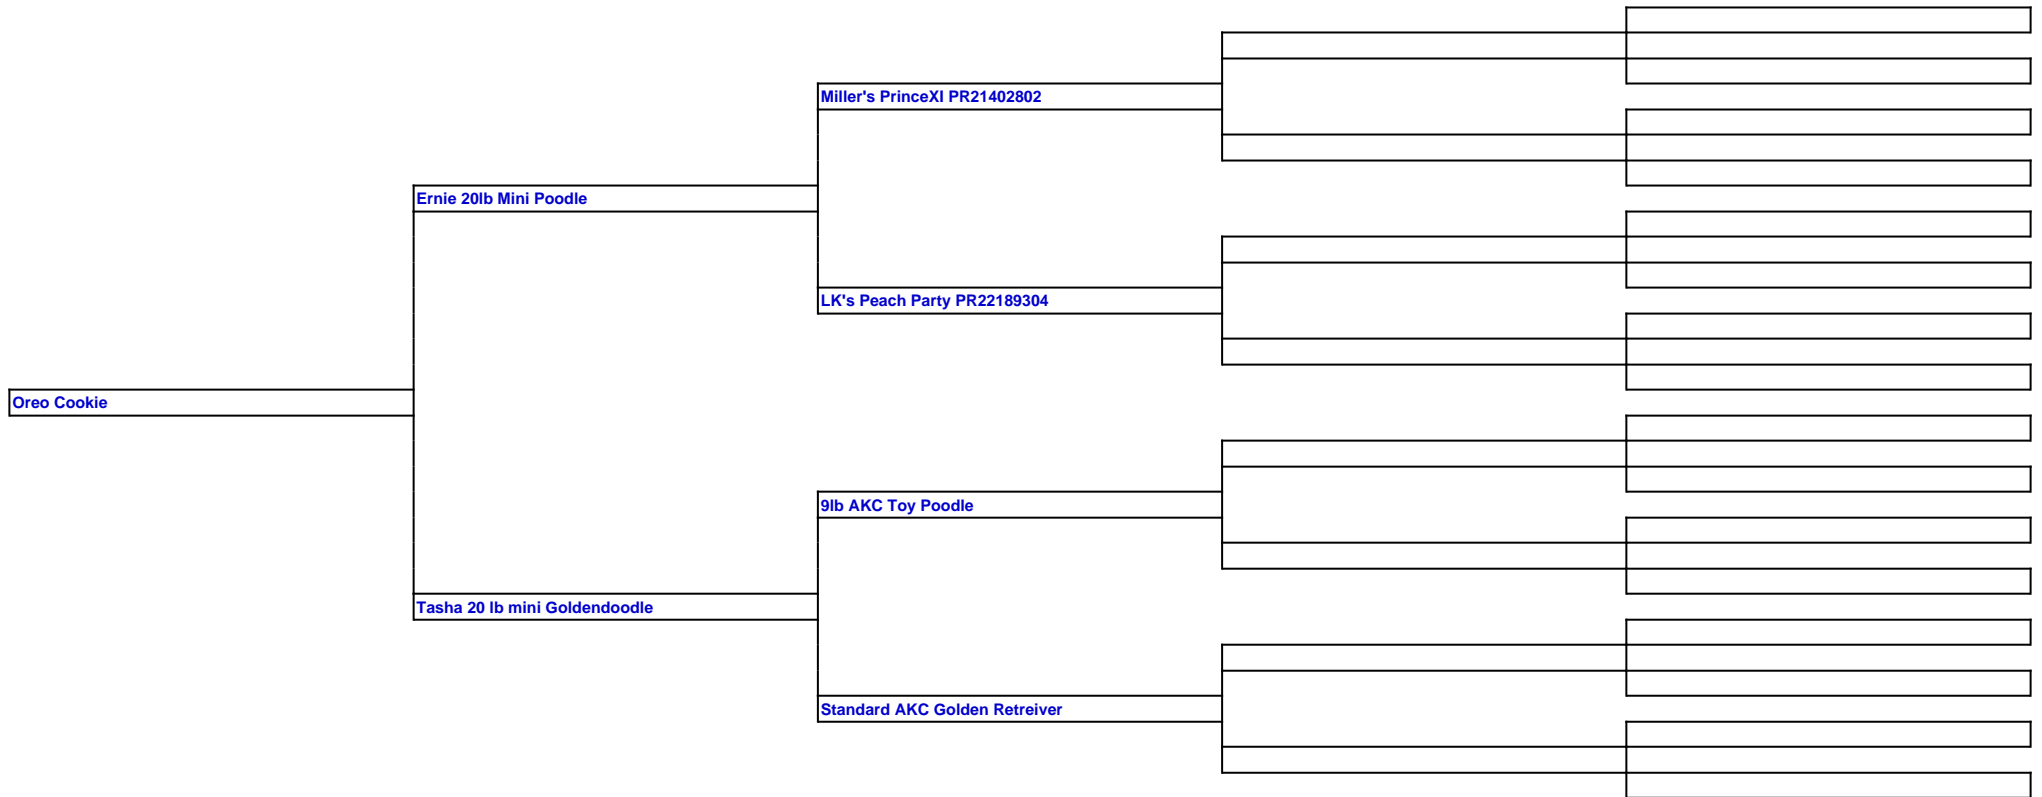 Miller's PrinceXI PR21402802
Ernie 20lb Mini Poodle
LK's Peach Party PR22189304
Oreo Cookie
9lb AKC Toy Poodle
Tasha 20 lb mini Goldendoodle
Standard AKC Golden Retreiver